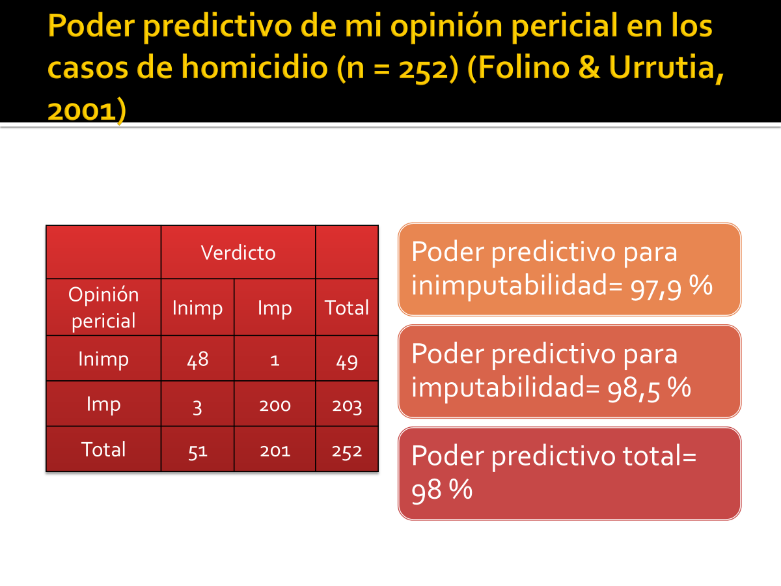 Poder predictivo de mi opinión pericial en los
casos de homicidio (n = 252) (Folino & Urrutia,
2001)
Verdicto
Opinión
pericial
Inimp
Imp
Total
Inimp
48
1
49
Imp
3
200
203
Total
51
201
252
Poder predictivo para
inimputabilidad= 97,9 %
Poder predictivo para
imputabilidad= 98,5 %
Poder predictivo total=
98 %